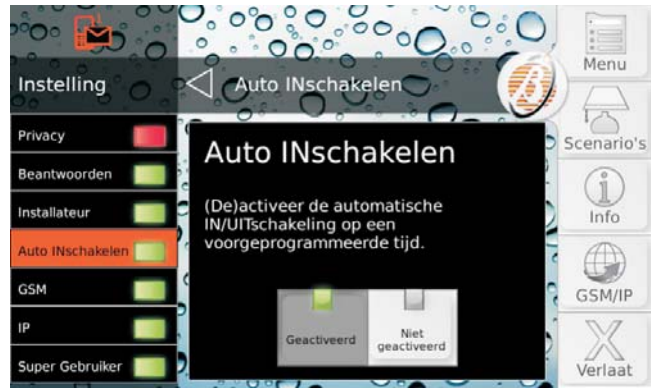 Instelling
Auto INschakelen
Menu
Privacy
Beantwoorden
Installateur
Auto INschakelen
GSM
IP
Super Gebruiker
Auto INschakelen
(De)activeer de automatische
IN/UITschakeling op een
voorgeprogrammeerde tijd.
Geactiveerd
Niet
geactiveerd
Scenario's
Info
GSM/IP
Verlaat